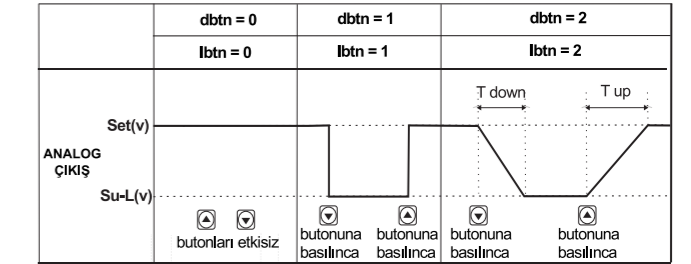 dbtn = 0 dbtn = 1 dbtn = 2
lbtn = 0 lbtn = 1 lbtn = 2
T down T up
Set(v)
ANALOG
ÇIKIŞ
Su-L(v)
butonları etkisiz
butonuna
basılınca
butonuna
basılınca
butonuna
basılınca
butonuna
basılınca